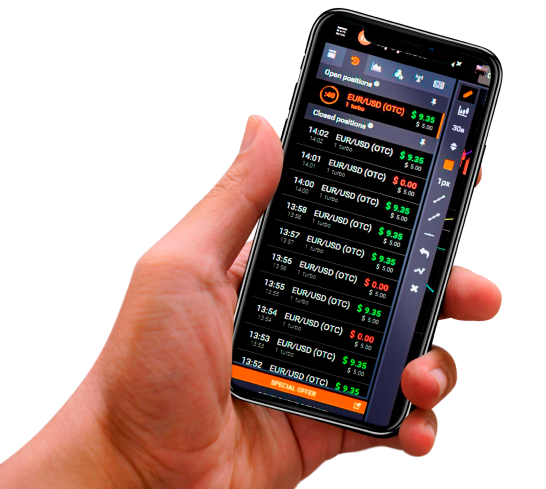 Open positions
:40 EUR/USD (OTC) $ 9.35
1 turbo $ 5.00
Closed positions
14:02 EUR/USD (OTC) $ 9.35
14:02 1 turbo $ 5.00
14:01 EUR/USD (OTC) $ 0.00
14:01 1 turbo $ 5.00
14:00 EUR/USD (OTC) $ 9.35
14:00 1 turbo $ 5.00
13:58 EUR/USD (OTC) $ 9.35
13:58 1 turbo $ 5.00
13:57 EUR/USD (OTC) $ 9.35
13:57 1 turbo $ 5.00
13:56 EUR/USD (OTC) $ 0.00
13:56 1 turbo $ 5.00
13:55 EUR/USD (OTC) $ 9.35
13:55 1 turbo $ 5.00
13:54 EUR/USD (OTC) $ 0.00
13:54 1 turbo $ 5.00
13:53 EUR/USD (OTC) $ 9.35
13:53 1 turbo $ 5.00
13:52 EUR/USD (OTC) $ 9.35
SPECIAL OFFER
30s
1px